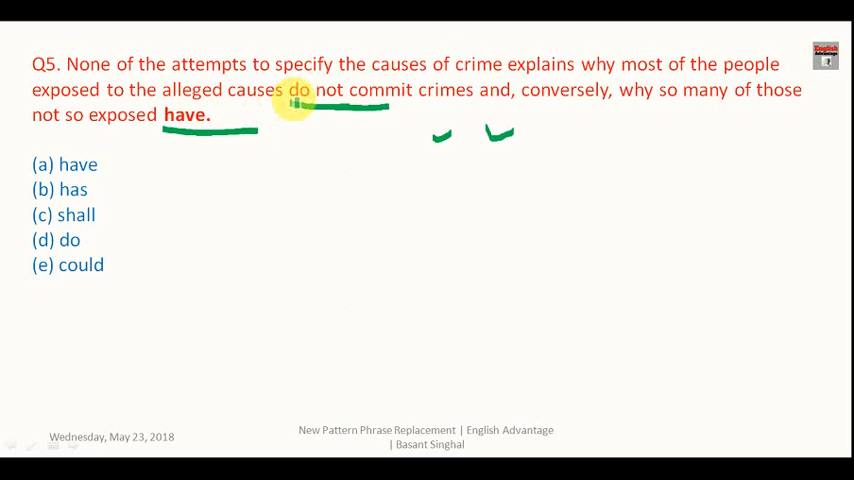 Q5. None of the attempts to specify the causes of crime explains why most of the people
exposed to the alleged causes do not commit crimes and, conversely, why so many of those
not so exposed have.
(a) have
(b) has
(c) shall
(d) do
(e) could
English
Advantage
Wednesday, May 23, 2018
New Pattern Phrase Replacement | English Advantage
| Basant Singhal